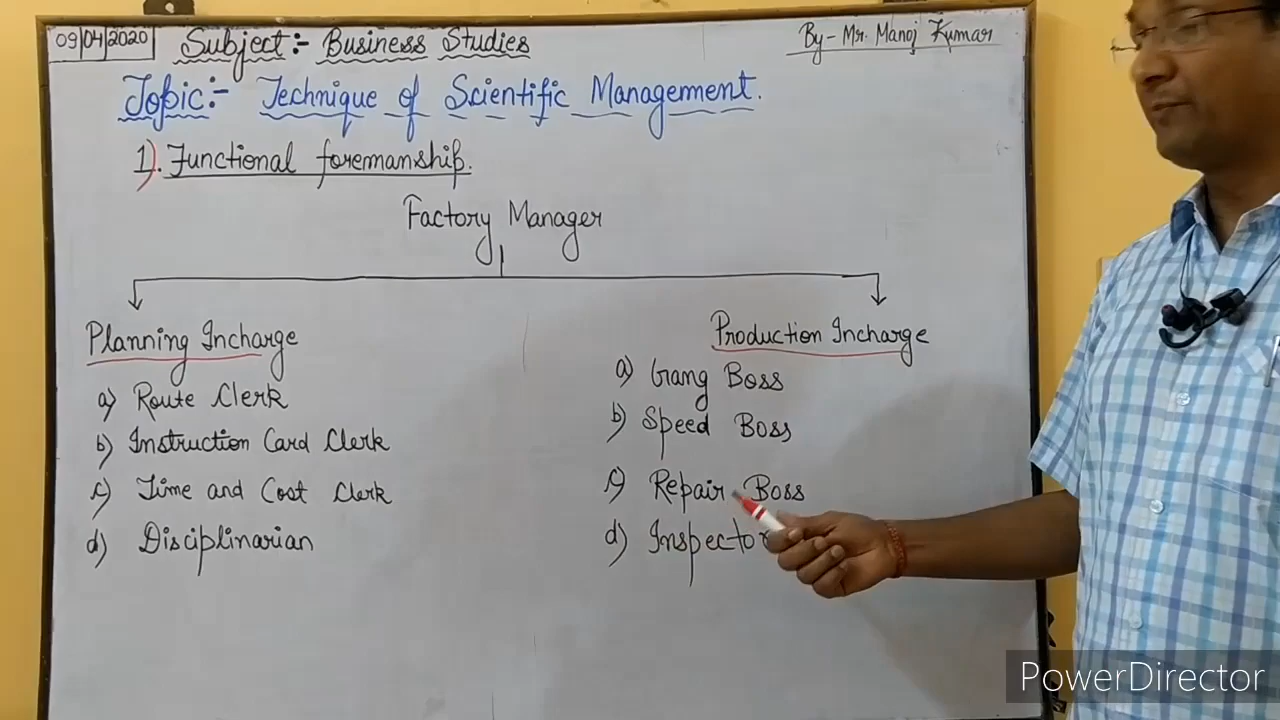 09/04/2020
Subject:- Business Studies
By- Mr. Manoj Kumar
Topic:- Technique of Scientific Management.
1). Functional foremanship.
Factory Manager
Planning Incharge
a) Route Clerk
b) Instruction Card Clerk
c) Time and Cost Clerk
d) Disciplinarian
Production Incharge
a) Gang Boss
b) Speed Boss
c) Repair Boss
d) Inspector
PowerDirector